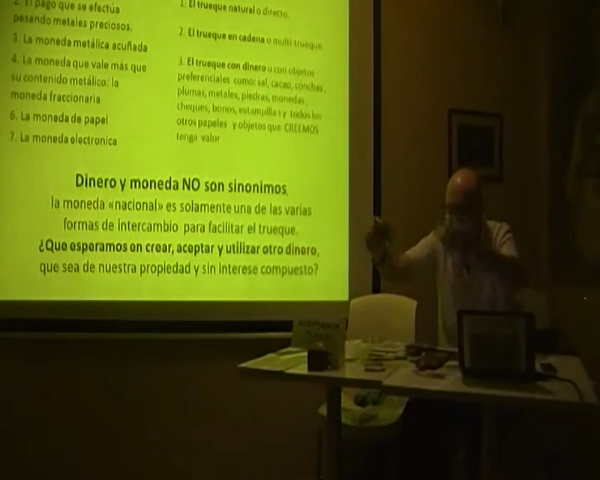 2. El pago que se efectúa
pesando metales preciosos.
3. La moneda metálica acuñada
4. La moneda que vale más que
su contenido metálico: la
moneda fraccionaria
6. La moneda de papel
7. La moneda electronica
1. El trueque natural o directo.
2. El trueque en cadena o multi-trueque
3. El trueque con dinero o con objetos
preferenciales como: sal, cacao, conchas,
plumas, metales, piedras, monedas,
cheques, bonos, estampillas y todos los
otros papeles y objetos que CREEMOS
tenga valor
Dinero y moneda NO son sinonimos,
la moneda «nacional» es solamente una de las varias
formas de intercambio para facilitar el trueque.
¿Que esperamos en crear, aceptar y utilizar otro dinero,
que sea de nuestra propiedad y sin interese compuesto?